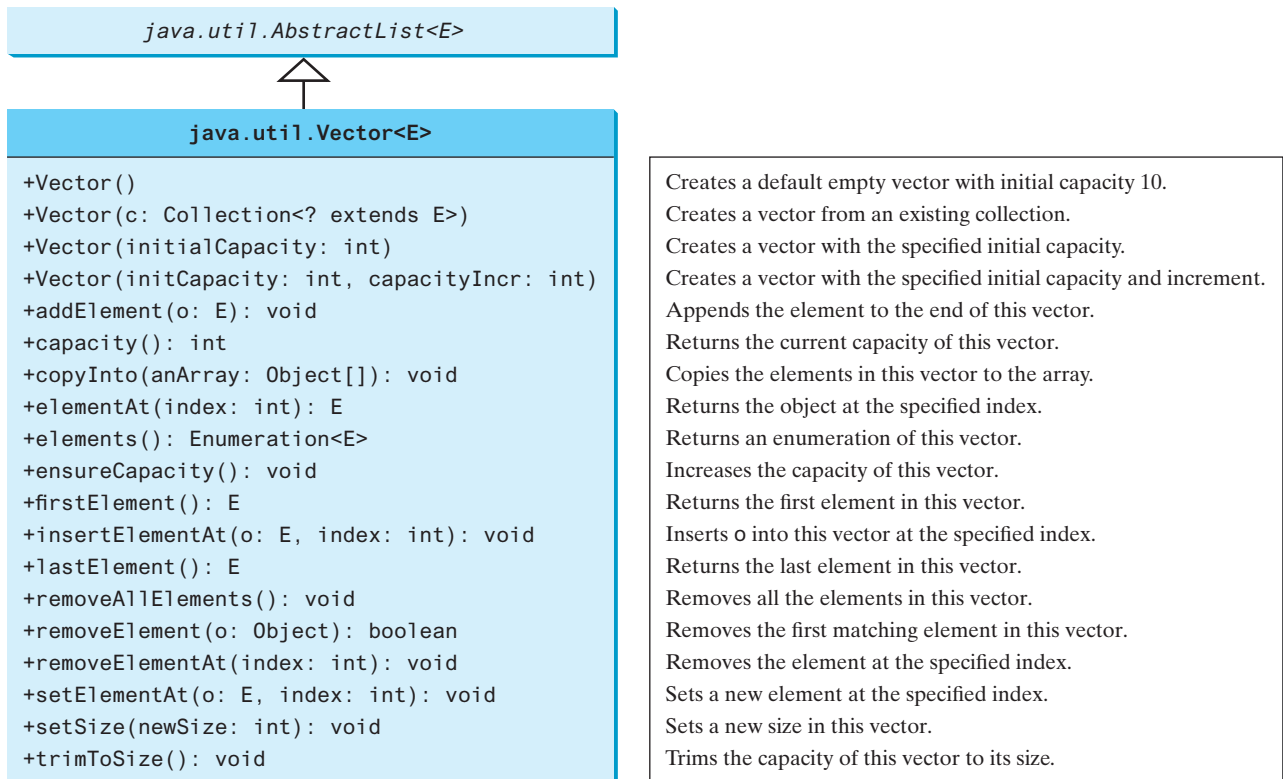 java.util.AbstractList<E>
java.util.Vector<E>
+Vector() Creates a default empty vector with initial capacity 10.
+Vector(c: Collection<? extends E>) Creates a vector from an existing collection.
+Vector(initialCapacity: int) Creates a vector with the specified initial capacity.
+Vector(initCapacity: int, capacityIncr: int) Creates a vector with the specified initial capacity and increment.
+addElement(o: E): void Appends the element to the end of this vector.
+capacity(): int Returns the current capacity of this vector.
+copyInto(anArray: Object[]): void Copies the elements in this vector to the array.
+elementAt(index: int): E Returns the object at the specified index.
+elements(): Enumeration<E> Returns an enumeration of this vector.
+ensureCapacity(): void Increases the capacity of this vector.
+firstElement(): E Returns the first element in this vector.
+insertElementAt(o: E, index: int): void Inserts o into this vector at the specified index.
+lastElement(): E Returns the last element in this vector.
+removeAllElements(): void Removes all the elements in this vector.
+removeElement(o: Object): boolean Removes the first matching element in this vector.
+removeElementAt(index: int): void Removes the element at the specified index.
+setElementAt(o: E, index: int): void Sets a new element at the specified index.
+setSize(newSize: int): void Sets a new size in this vector.
+trimToSize(): void Trims the capacity of this vector to its size.